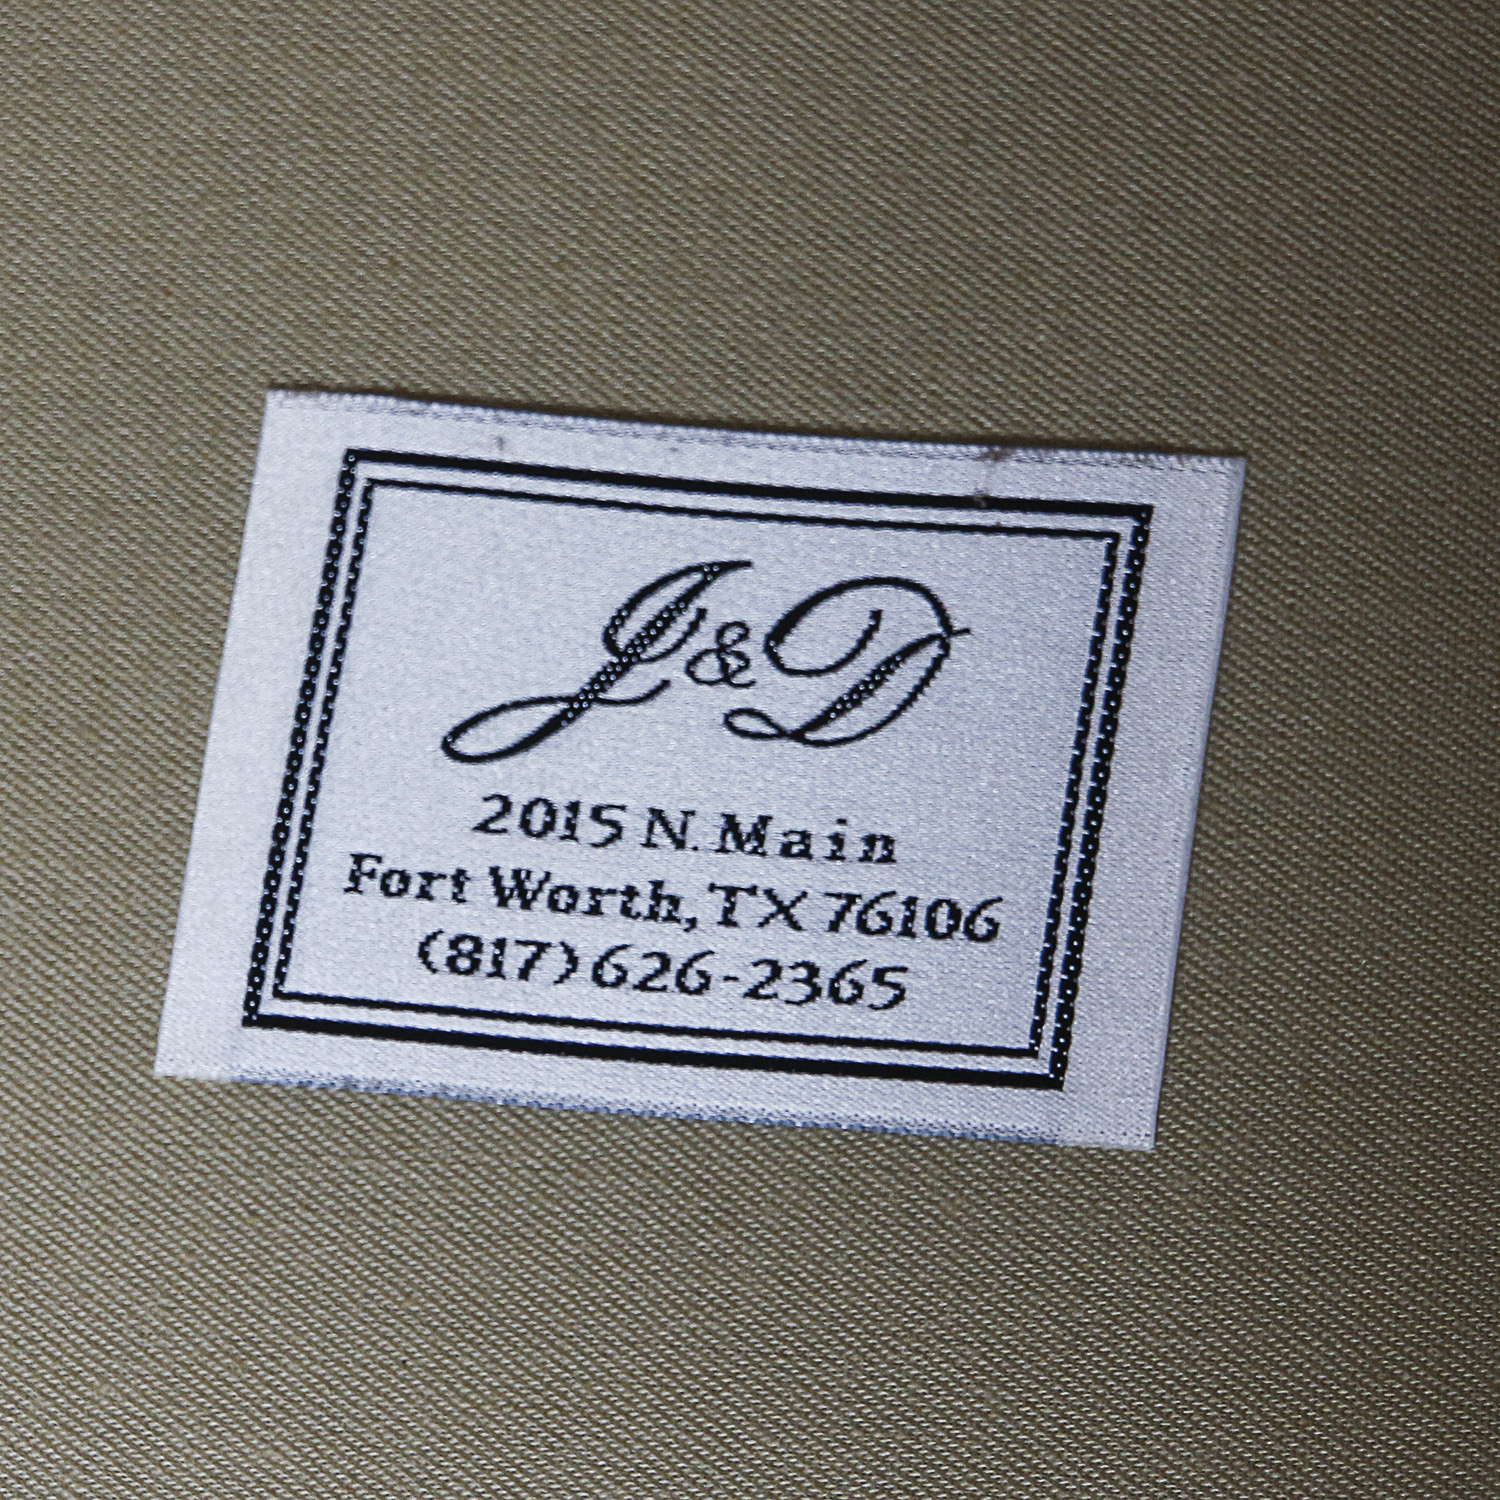 J&D
2015 N. Main
Fort Worth, TX 76106
(817) 626-2365